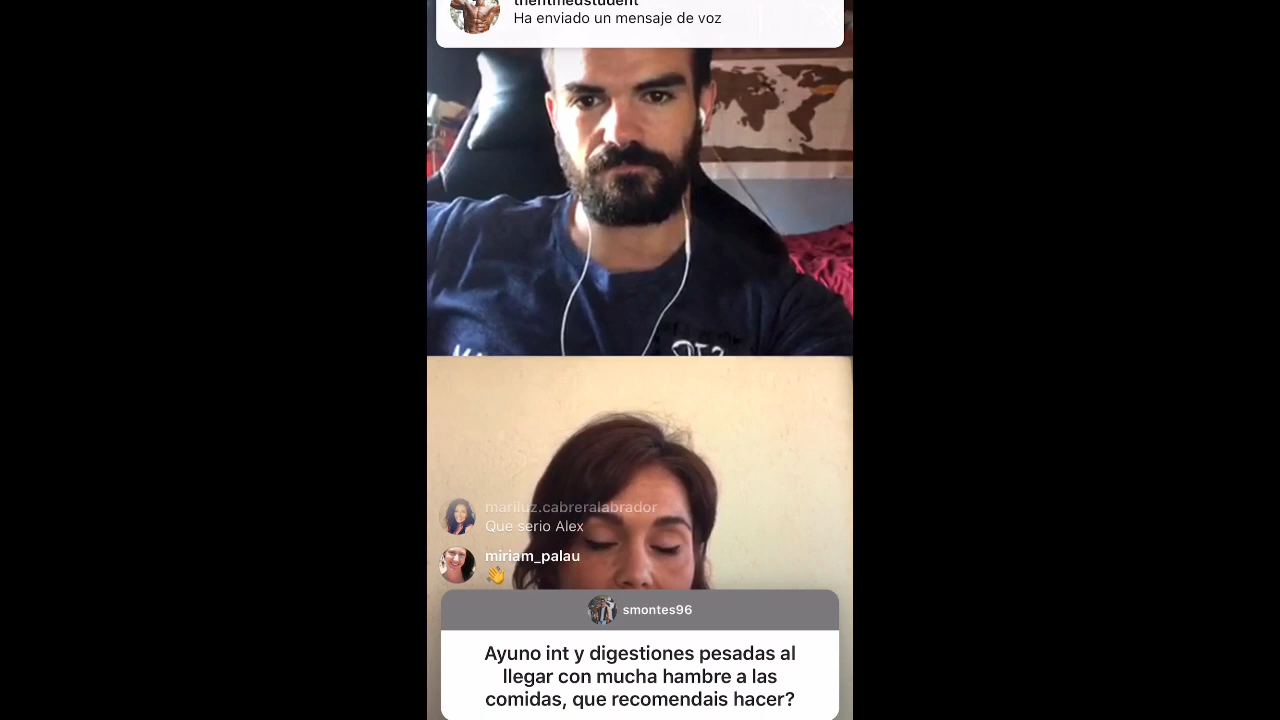 thefitmedstudent
Ha enviado un mensaje de voz
mariluz.cabreralabrador
Que serio Alex
miriam_palau
👋
smontes96
Ayuno int y digestiones pesadas al
llegar con mucha hambre a las
comidas, que recomendais hacer?